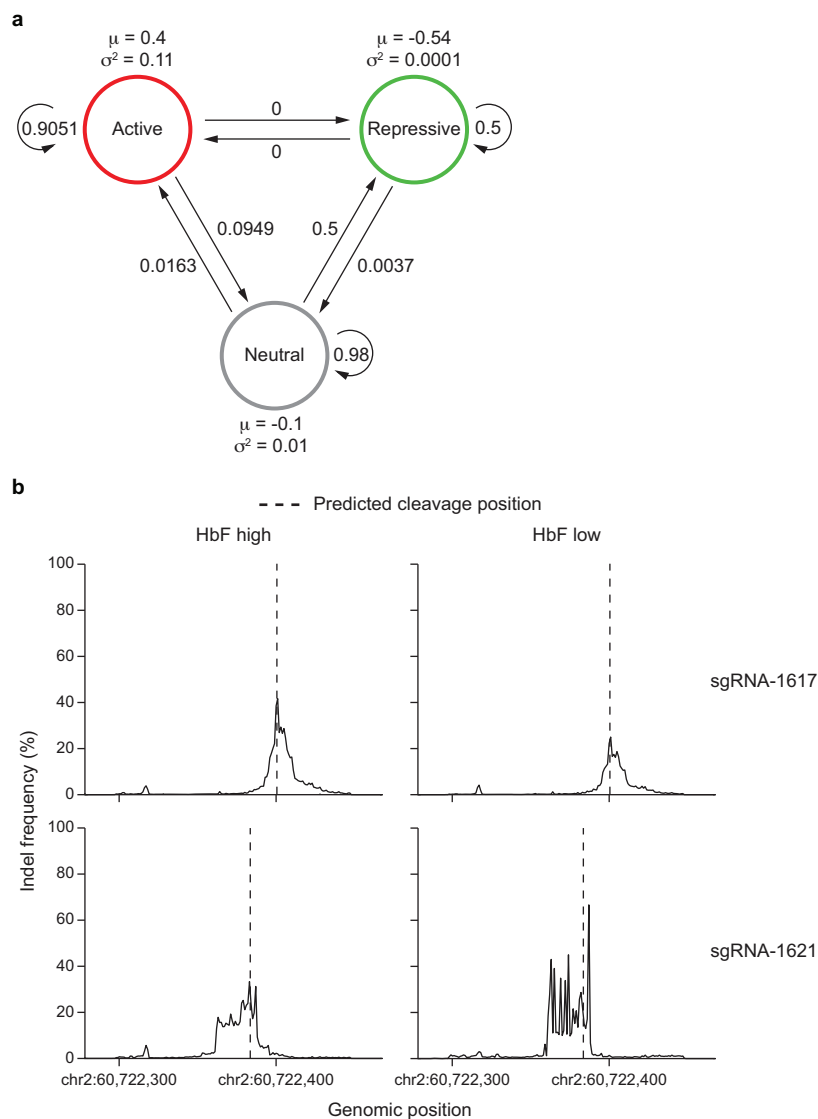 a
μ = 0.4
σ² = 0.11
μ = -0.54
σ² = 0.0001
0.9051
Active
0
0
Repressive
0.5
0.0949
0.0163
0.5
0.0037
Neutral
0.98
μ = -0.1
σ² = 0.01
b
Predicted cleavage position
HbF high
HbF low
100
80
60
40
20
0
sgRNA-1617
Indel frequency (%)
100
80
60
40
20
0
sgRNA-1621
chr2:60,722,300
chr2:60,722,400
chr2:60,722,300
chr2:60,722,400
Genomic position